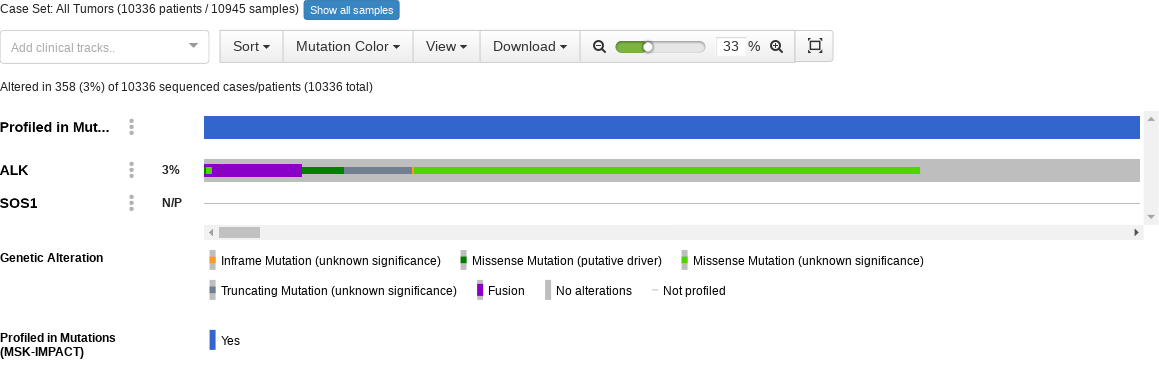 Case Set: All Tumors (10336 patients / 10945 samples) Show all samples
Add clinical tracks.. Sort Mutation Color View Download 33 %
Altered in 358 (3%) of 10336 sequenced cases/patients (10336 total)
Profiled in Mut...
ALK 3%
SOS1 N/P
Genetic Alteration Inframe Mutation (unknown significance) Missense Mutation (putative driver) Missense Mutation (unknown significance)
Truncating Mutation (unknown significance) Fusion No alterations Not profiled
Profiled in Mutations
(MSK-IMPACT) Yes